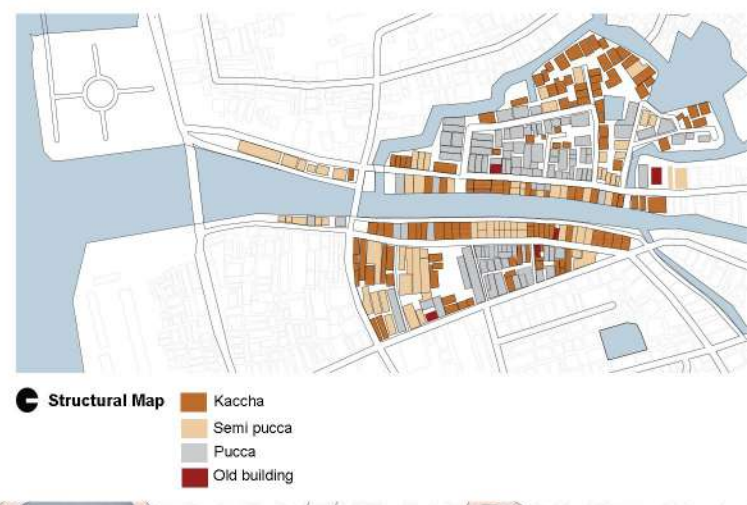 Structural Map
Kaccha
Semi pucca
Pucca
Old building